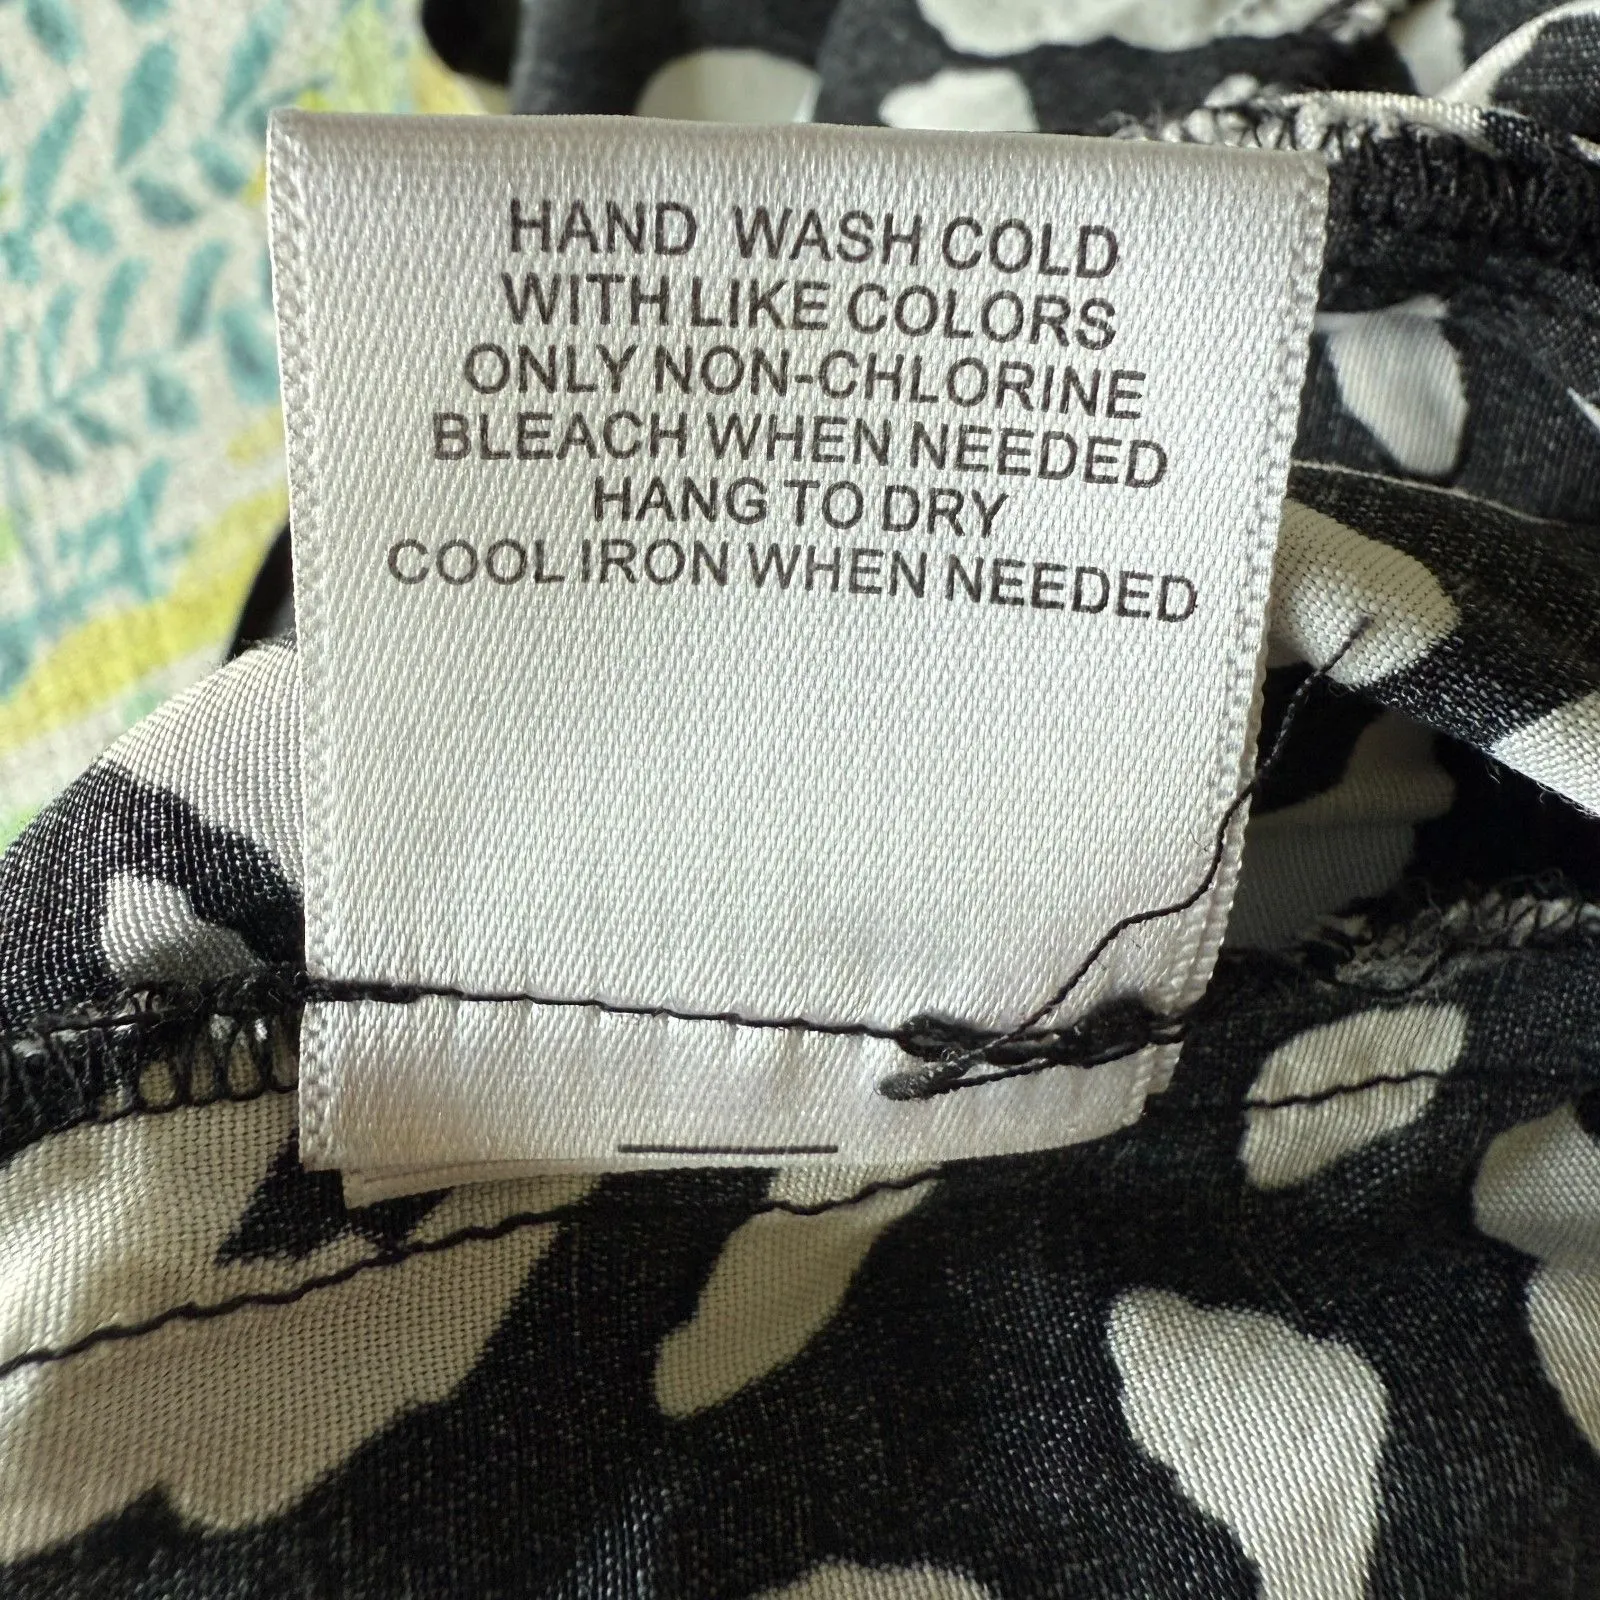 HAND WASH COLD
WITH LIKE COLORS
ONLY NON-CHLORINE
BLEACH WHEN NEEDED
HANG TO DRY
COOL IRON WHEN NEEDED